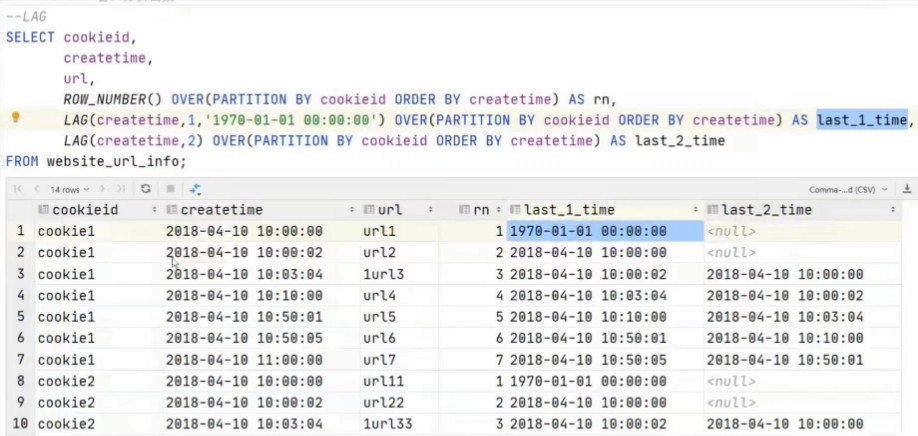 --LAG
SELECT cookieid,
createtime,
url,
ROW_NUMBER() OVER(PARTITION BY cookieid ORDER BY createtime) AS rn,
LAG(createtime,1,'1970-01-01 00:00:00') OVER(PARTITION BY cookieid ORDER BY createtime) AS last_1_time,
LAG(createtime,2) OVER(PARTITION BY cookieid ORDER BY createtime) AS last_2_time
FROM website_url_info;
14 rows Comma-...d (CSV)
cookieid createtime url rn last_1_time last_2_time
1 cookie1 2018-04-10 10:00:00 url1 1 1970-01-01 00:00:00 <null>
2 cookie1 2018-04-10 10:00:02 url2 2 2018-04-10 10:00:00 <null>
3 cookie1 2018-04-10 10:03:04 1url3 3 2018-04-10 10:00:02 2018-04-10 10:00:00
4 cookie1 2018-04-10 10:10:00 url4 4 2018-04-10 10:03:04 2018-04-10 10:00:02
5 cookie1 2018-04-10 10:50:01 url5 5 2018-04-10 10:10:00 2018-04-10 10:03:04
6 cookie1 2018-04-10 10:50:05 url6 6 2018-04-10 10:50:01 2018-04-10 10:10:00
7 cookie1 2018-04-10 11:00:00 url7 7 2018-04-10 10:50:05 2018-04-10 10:50:01
8 cookie2 2018-04-10 10:00:00 url11 1 1970-01-01 00:00:00 <null>
9 cookie2 2018-04-10 10:00:02 url22 2 2018-04-10 10:00:00 <null>
10 cookie2 2018-04-10 10:03:04 1url33 3 2018-04-10 10:00:02 2018-04-10 10:00:00